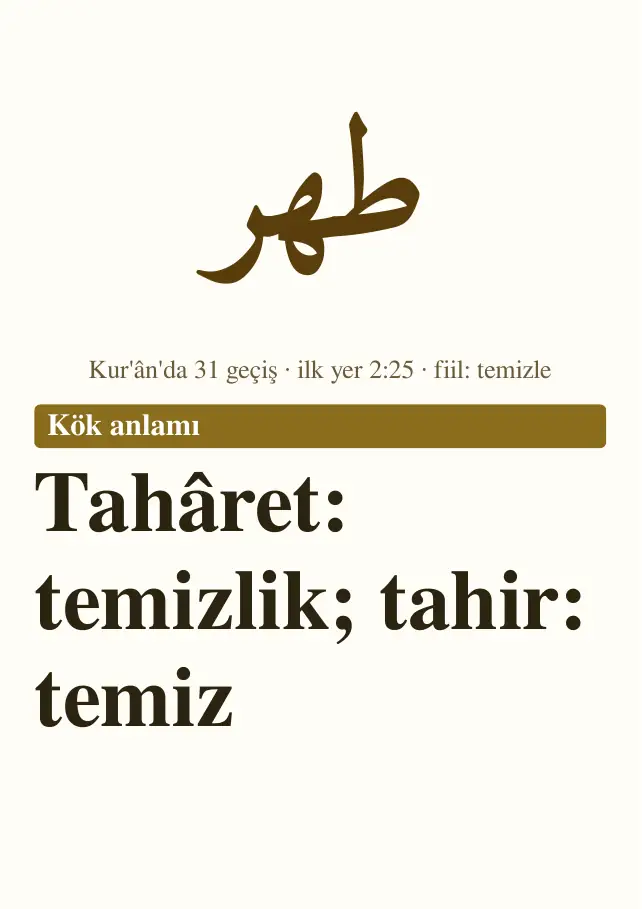 طهر
Kur'ân'da 31 geçiş · ilk yer 2:25 · fiil: temizle
Kök anlamı
Tahâret:
temizlik; tahir:
temiz